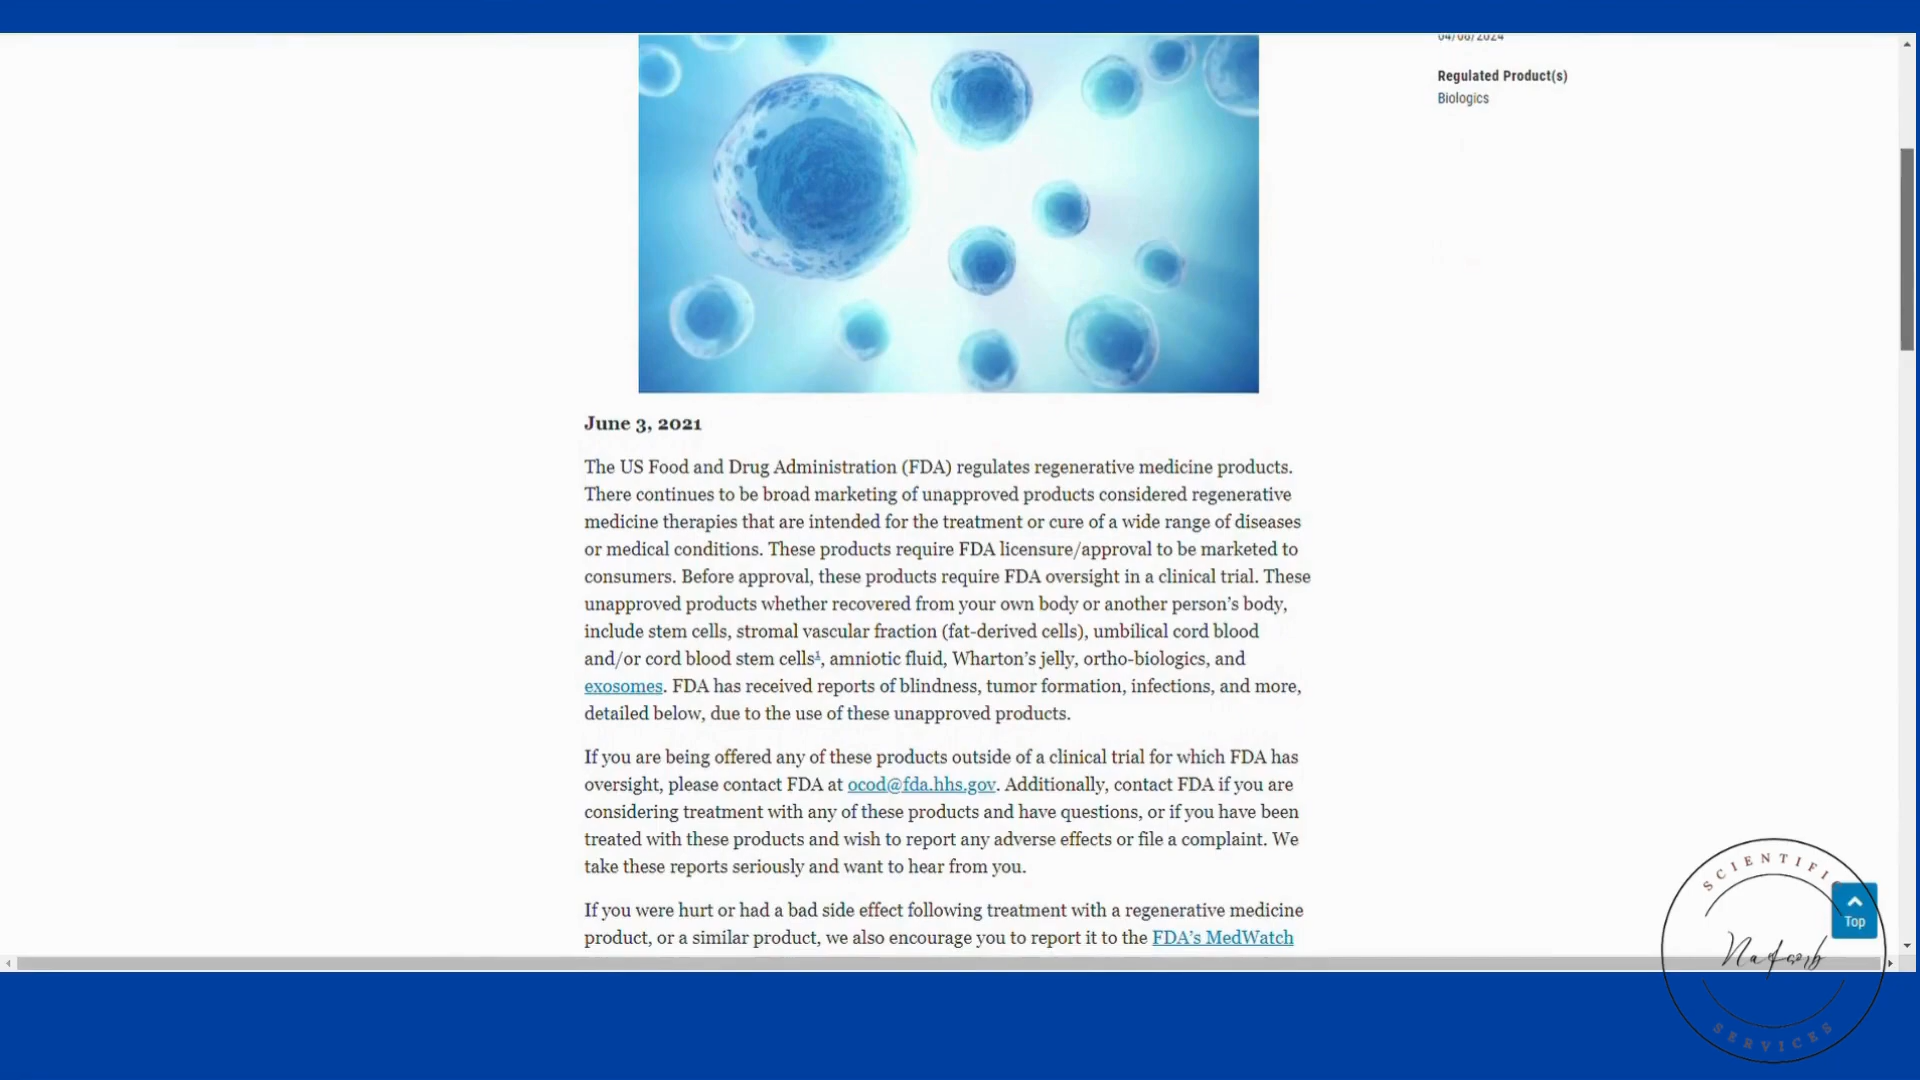 04/08/2024
Regulated Product(s)
Biologics
June 3, 2021
The US Food and Drug Administration (FDA) regulates regenerative medicine products.
There continues to be broad marketing of unapproved products considered regenerative
medicine therapies that are intended for the treatment or cure of a wide range of diseases
or medical conditions. These products require FDA licensure/approval to be marketed to
consumers. Before approval, these products require FDA oversight in a clinical trial. These
unapproved products whether recovered from your own body or another person's body,
include stem cells, stromal vascular fraction (fat-derived cells), umbilical cord blood
and/or cord blood stem cells¹, amniotic fluid, Wharton's jelly, ortho-biologics, and
exosomes. FDA has received reports of blindness, tumor formation, infections, and more,
detailed below, due to the use of these unapproved products.
If you are being offered any of these products outside of a clinical trial for which FDA has
oversight, please contact FDA at ocod@fda.hhs.gov. Additionally, contact FDA if you are
considering treatment with any of these products and have questions, or if you have been
treated with these products and wish to report any adverse effects or file a complaint. We
take these reports seriously and want to hear from you.
If you were hurt or had a bad side effect following treatment with a regenerative medicine
product, or a similar product, we also encourage you to report it to the FDA's MedWatch
Top
SCIENTIFIC
SERVICES